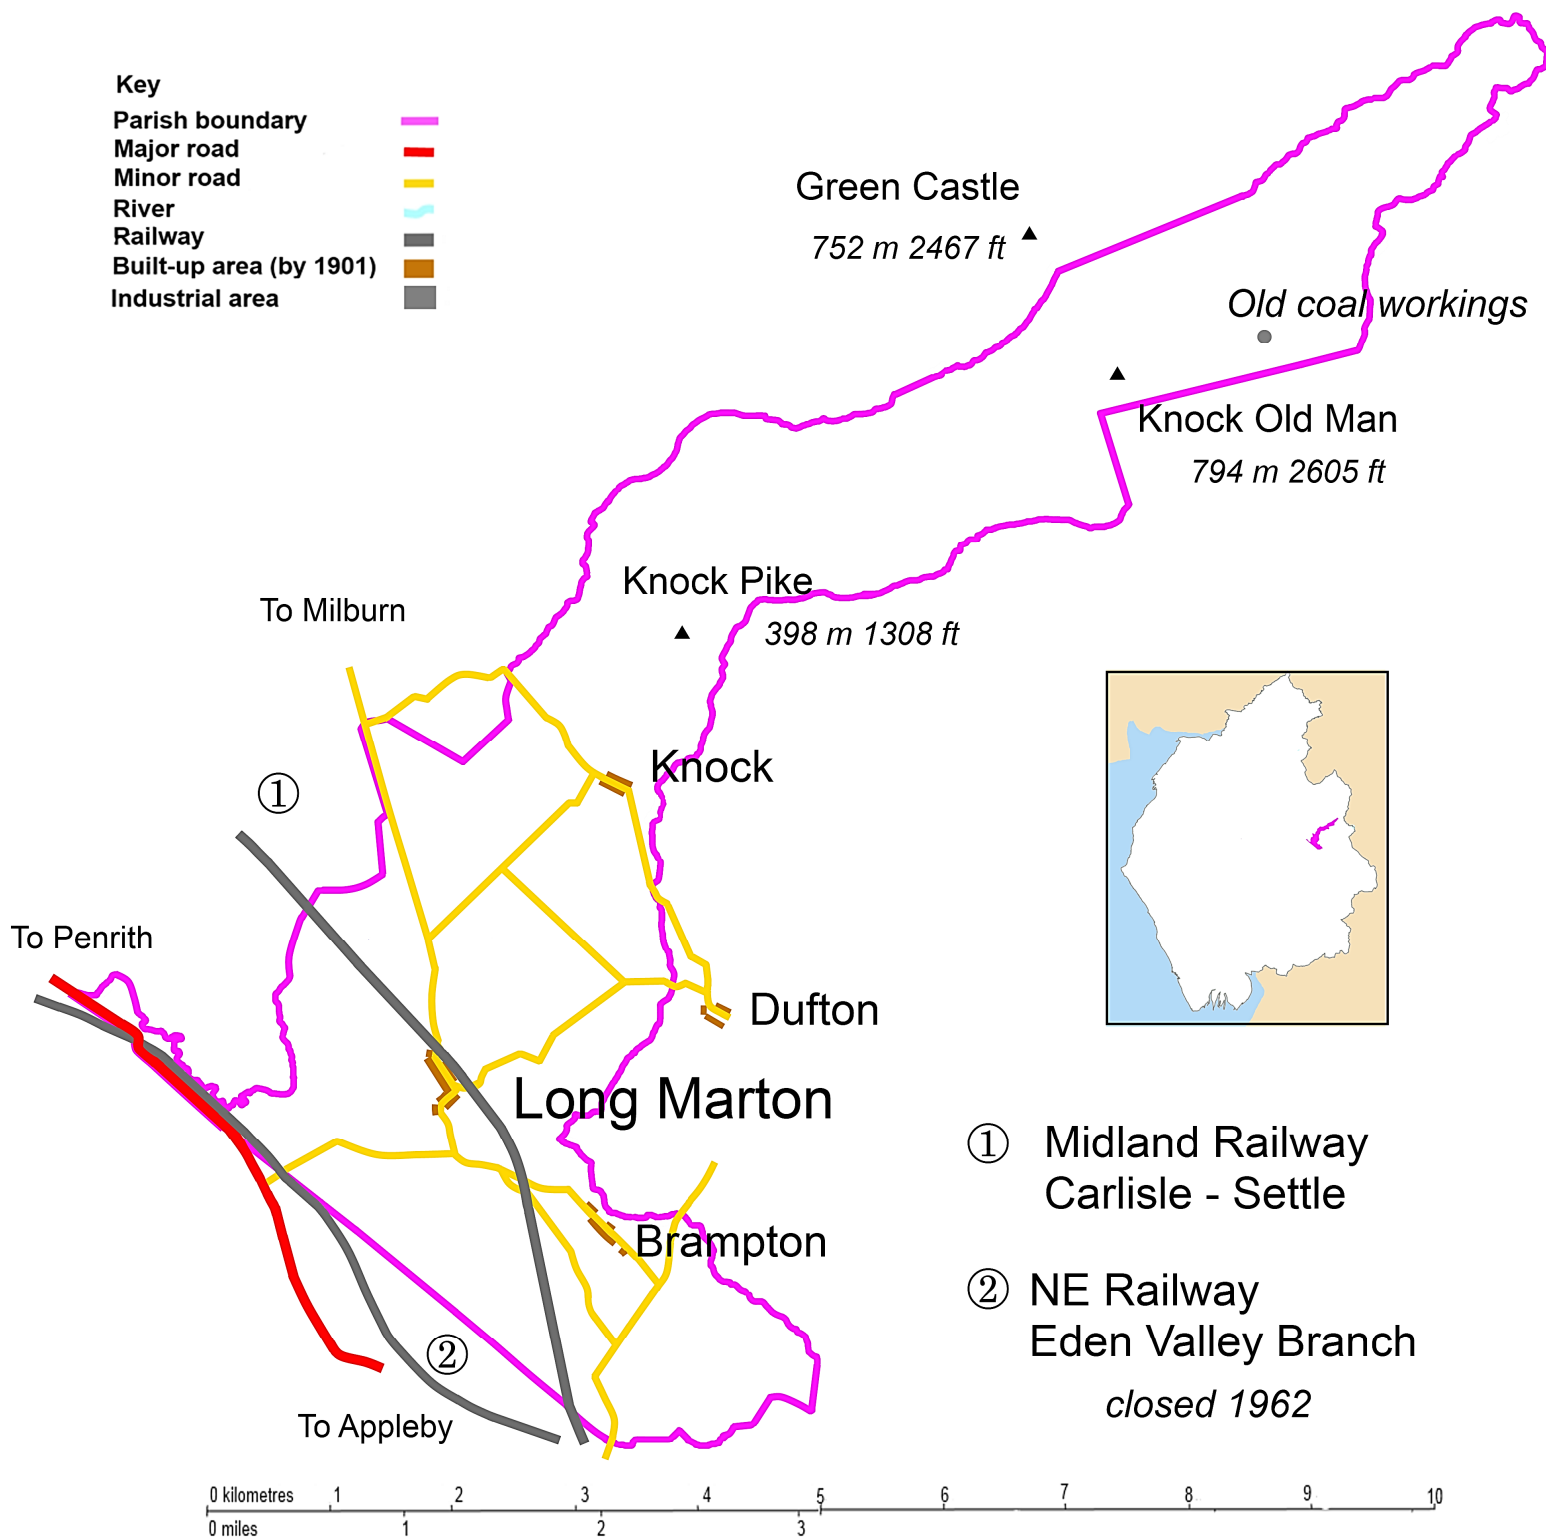 Key
Parish boundary
Major road
Minor road
River
Railway
Built-up area (by 1901)
Industrial area
Green Castle
752 m 2467 ft
Old coal workings
Knock Old Man
794 m 2605 ft
Knock Pike
398 m 1308 ft
To Milburn
Knock
①
To Penrith
Dufton
Long Marton
Brampton
②
To Appleby
① Midland Railway
Carlisle - Settle
② NE Railway
Eden Valley Branch
closed 1962
0 kilometres 1 2 3 4 5 6 7 8 9 10
0 miles 1 2 3